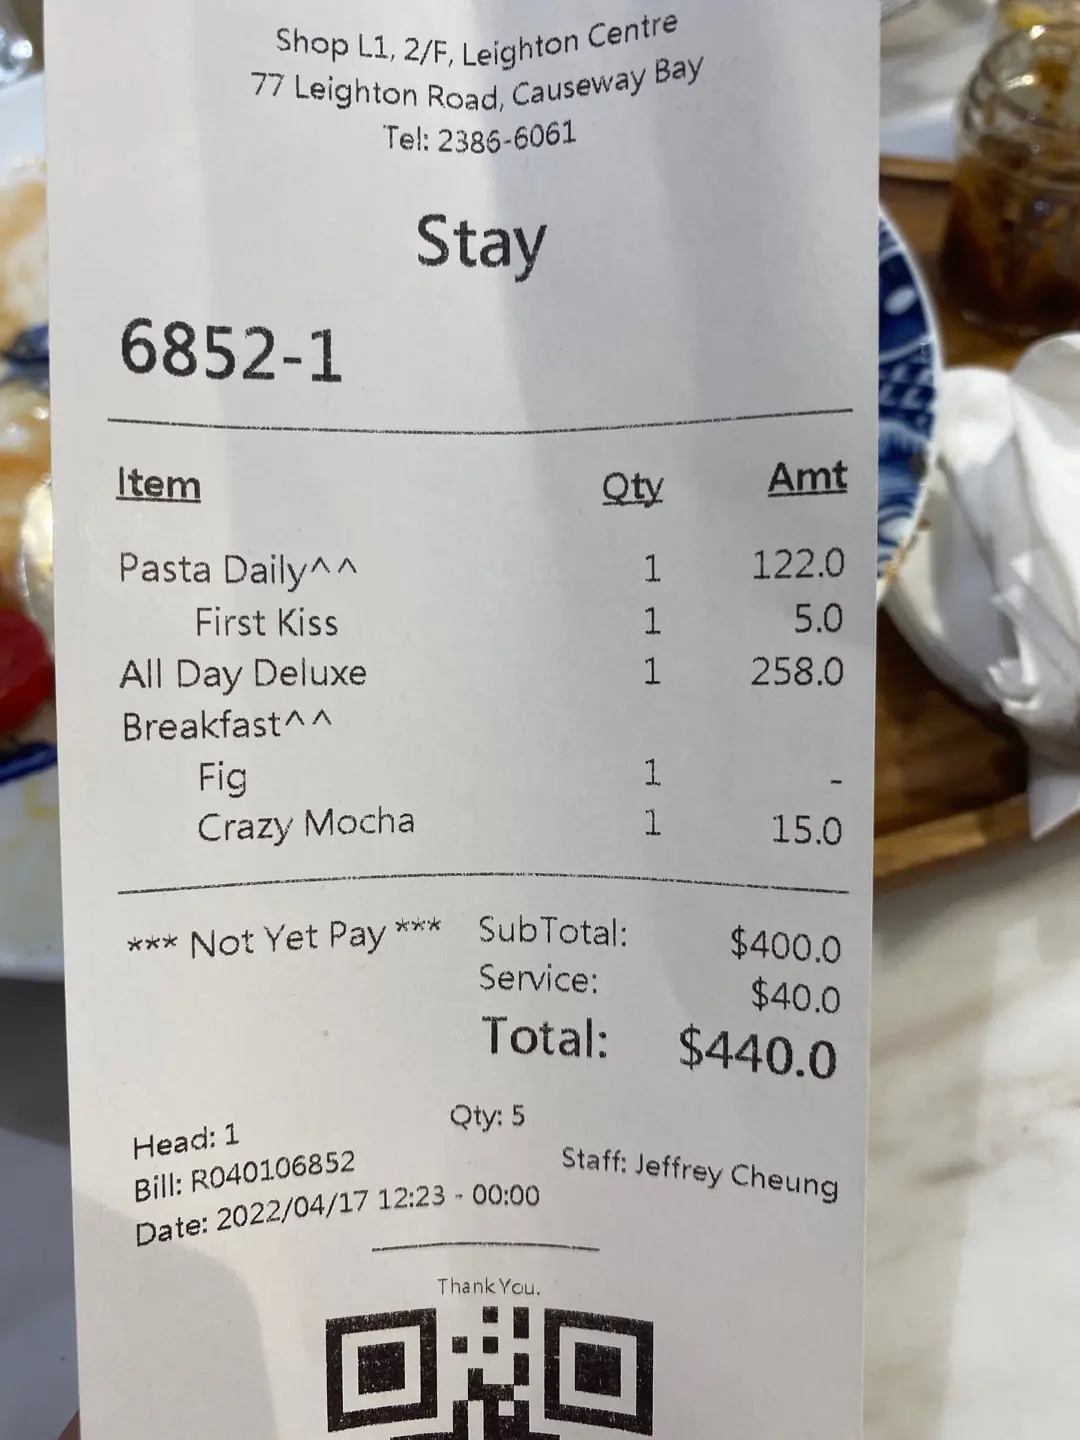 Shop L1, 2/F, Leighton Centre
77 Leighton Road, Causeway Bay
Tel: 2386-6061
Stay
6852-1
Item Qty Amt
Pasta Daily^^ 1 122.0
First Kiss 1 5.0
All Day Deluxe 1 258.0
Breakfast^^
Fig 1 -
Crazy Mocha 1 15.0
*** Not Yet Pay *** SubTotal: $400.0
Service: $40.0
Total: $440.0
Qty: 5
Head: 1
Bill: R040106852 Staff: Jeffrey Cheung
Date: 2022/04/17 12:23 - 00:00
Thank You.